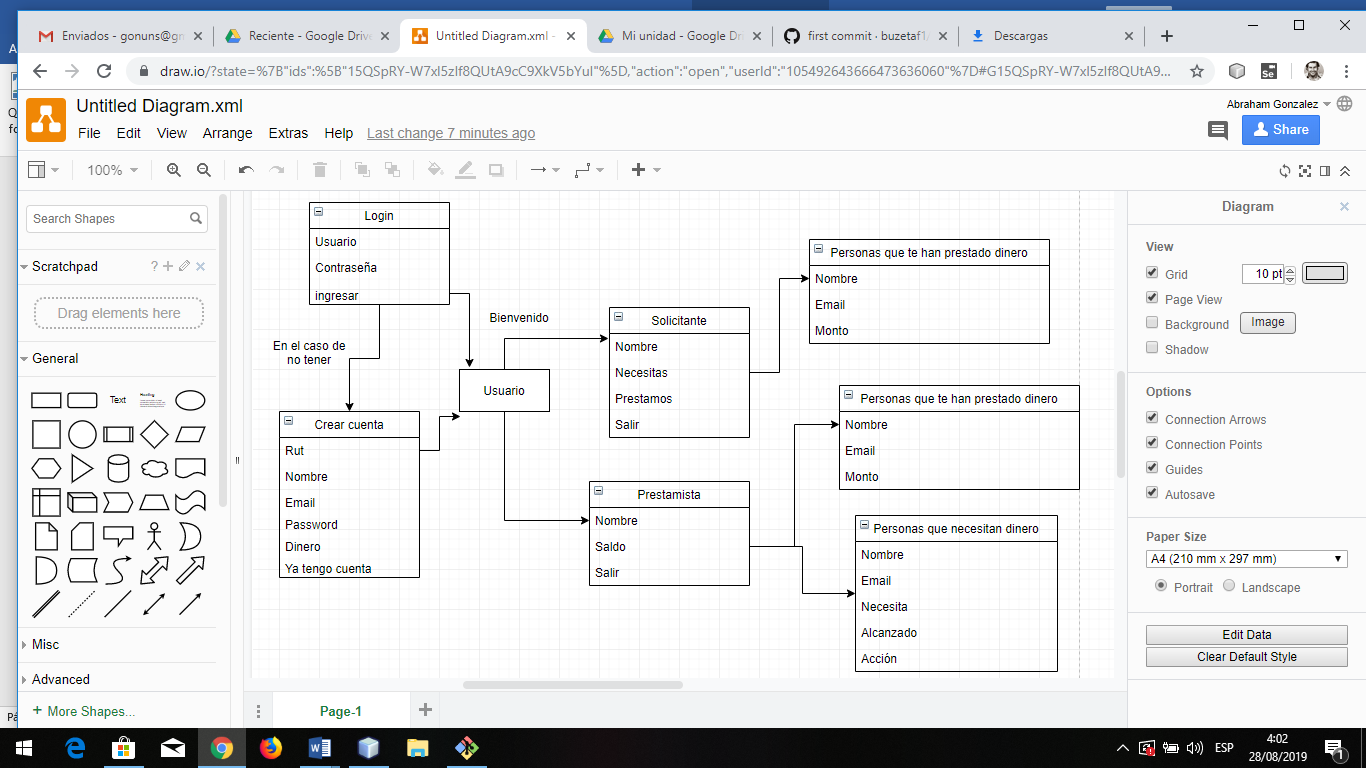 Enviados - gonuns@gm
Reciente - Google Drive
Untitled Diagram.xml -
Mi unidad - Google Dri
first commit · buzetaf1/
Descargas
draw.io/?state=%7B"ids":%5B"15QSpRY-W7xI5zIf8QUtA9cC9XkV5bYuI"%5D,"action":"open","userId":"105492643666473636060"%7D#G15QSpRY-W7xI5zIf8QUtA9...
Untitled Diagram.xml
Abraham Gonzalez
File Edit View Arrange Extras Help Last change 7 minutes ago
Share
100%
Search Shapes
Scratchpad
?
Drag elements here
General
Text
Heading
Misc
Advanced
+ More Shapes...
Login
Usuario
Contraseña
ingresar
En el caso de
no tener
Crear cuenta
Rut
Nombre
Email
Password
Dinero
Ya tengo cuenta
Usuario
Bienvenido
Solicitante
Nombre
Necesitas
Prestamos
Salir
Prestamista
Nombre
Saldo
Salir
Personas que te han prestado dinero
Nombre
Email
Monto
Personas que te han prestado dinero
Nombre
Email
Monto
Personas que necesitan dinero
Nombre
Email
Necesita
Alcanzado
Acción
Diagram
View
Grid 10 pt
Page View
Background Image
Shadow
Options
Connection Arrows
Connection Points
Guides
Autosave
Paper Size
A4 (210 mm x 297 mm)
Portrait Landscape
Edit Data
Clear Default Style
Page-1
ESP
4:02
28/08/2019
1